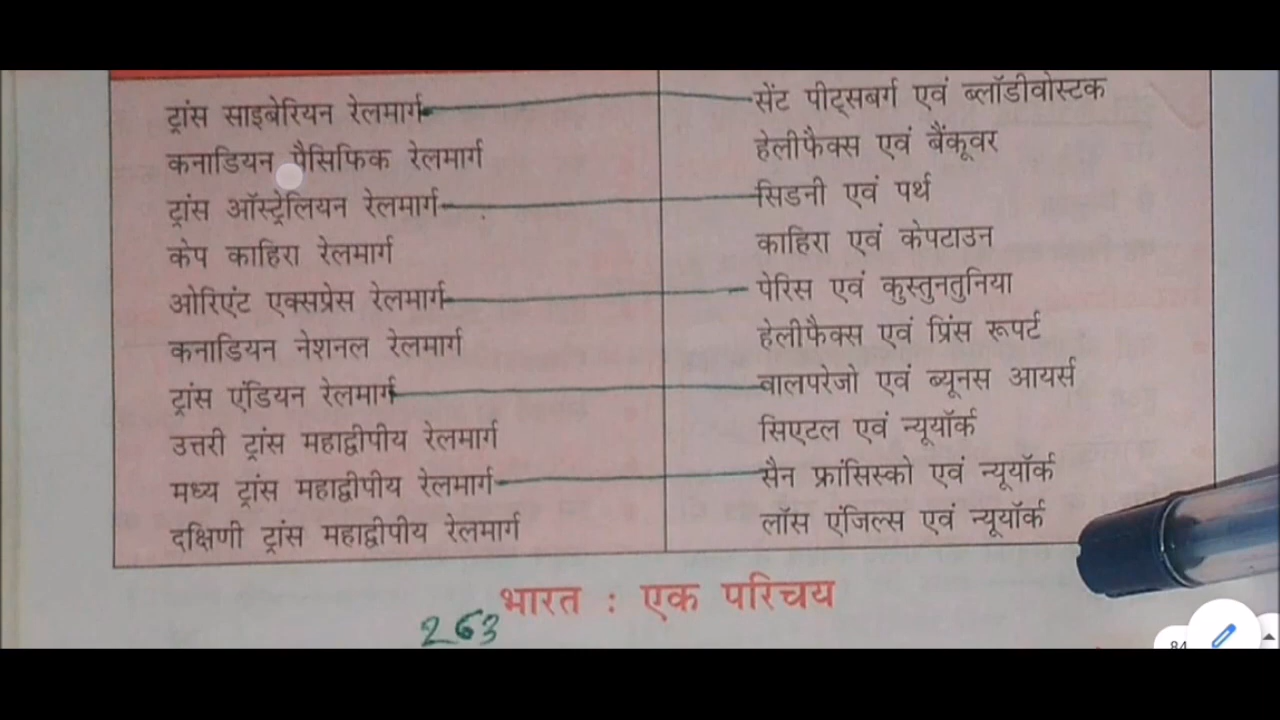 ट्रांस साइबेरियन रेलमार्ग सेंट पीट्सबर्ग एवं ब्लॉडीवोस्टक
कनाडियन पैसिफिक रेलमार्ग हेलीफैक्स एवं बैंकूवर
ट्रांस ऑस्ट्रेलियन रेलमार्ग सिडनी एवं पर्थ
केप काहिरा रेलमार्ग काहिरा एवं केपटाउन
ओरिएंट एक्सप्रेस रेलमार्ग पेरिस एवं कुस्तुनतुनिया
कनाडियन नेशनल रेलमार्ग हेलीफैक्स एवं प्रिंस रूपर्ट
ट्रांस एंडियन रेलमार्ग वालपरेजो एवं ब्यूनस आयर्स
उत्तरी ट्रांस महाद्वीपीय रेलमार्ग सिएटल एवं न्यूयॉर्क
मध्य ट्रांस महाद्वीपीय रेलमार्ग सैन फ्रांसिस्को एवं न्यूयॉर्क
दक्षिणी ट्रांस महाद्वीपीय रेलमार्ग लॉस एंजिल्स एवं न्यूयॉर्क
भारत : एक परिचय
263
84